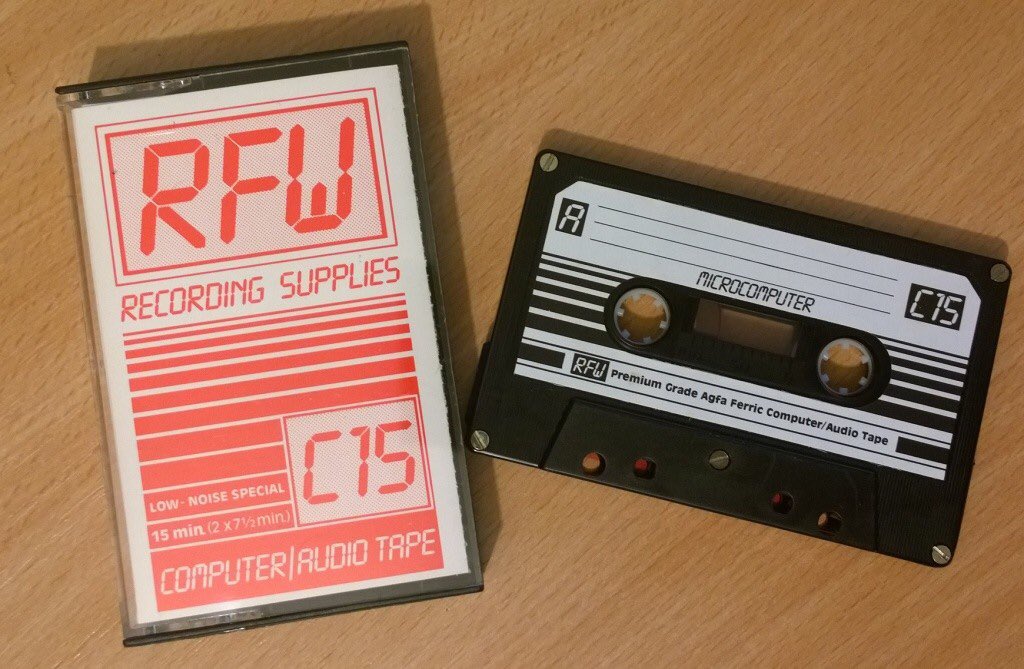 RFW
RECORDING SUPPLIES
C15
LOW-NOISE SPECIAL
15 min. (2 x 7½ min.)
COMPUTER|AUDIO TAPE
A
MICROCOMPUTER
C15
RFW Premium Grade Agfa Ferric Computer/Audio Tape